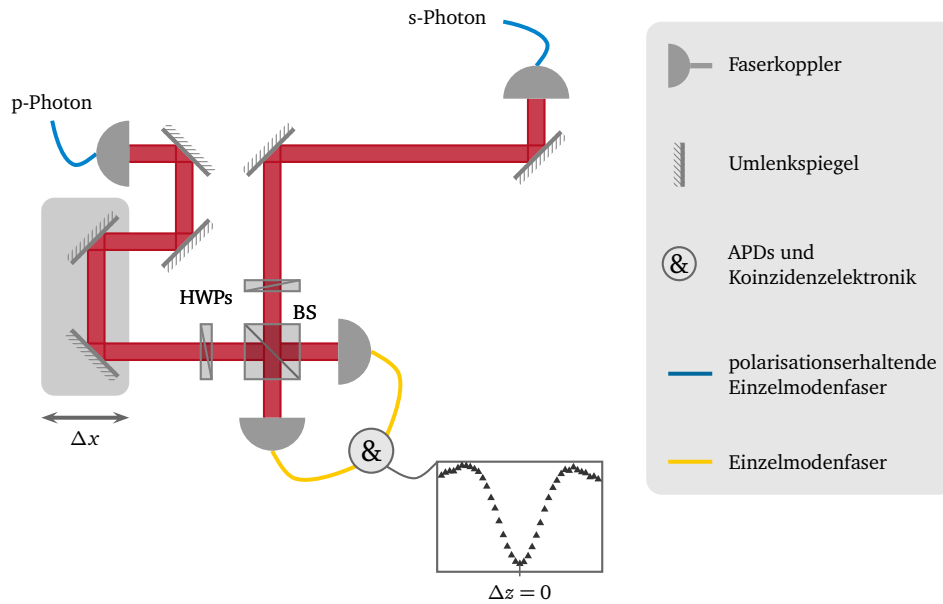 s-Photon
p-Photon
HWPs
BS
&
Δx
Δz = 0
Faserkoppler
Umlenkspiegel
&
APDs und
Koinzidenzelektronik
polarisationserhaltende
Einzelmodenfaser
Einzelmodenfaser